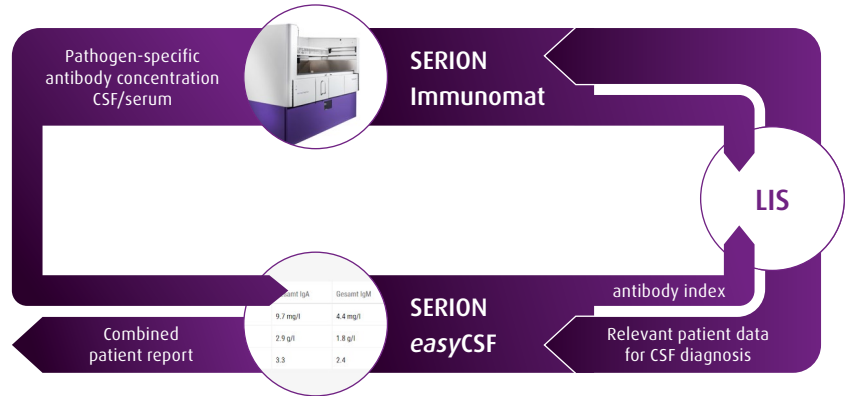 Pathogen-specific
antibody concentration
CSF/serum
SERION
Immunomat
LIS
Gesamt IgM
9.7 mg/l 4.4 mg/l
2.9 g/l 1.8 g/l
3.3 2.4
SERION
easyCSF
antibody index
Relevant patient data
for CSF diagnosis
Combined
patient report